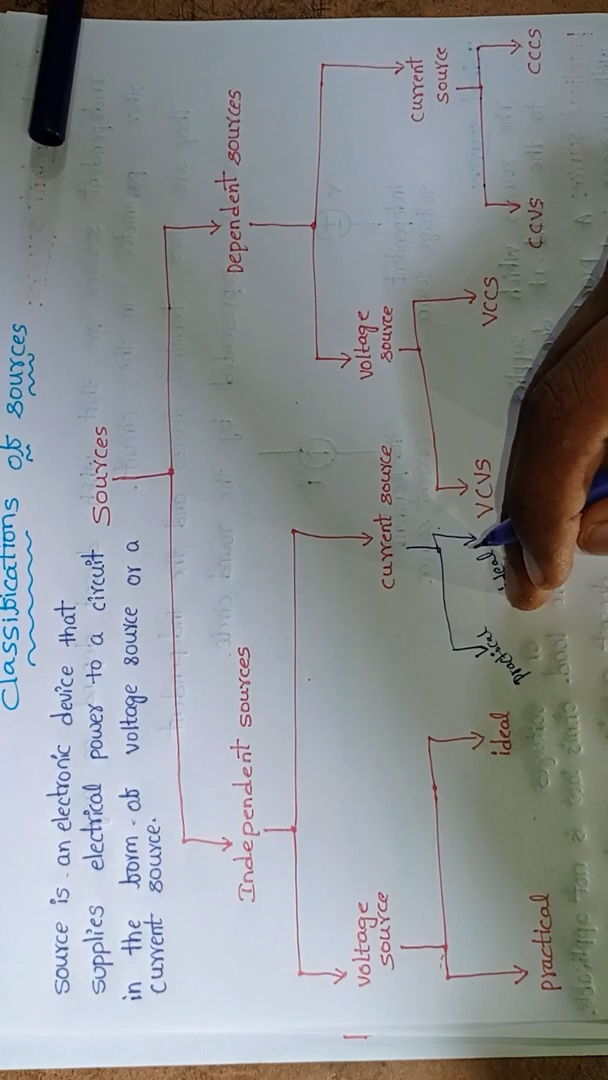 Classifications of sources
source is an electronic device that
supplies electrical power to a circuit
in the form of voltage source or a
current source.
Sources
Independent sources
Dependent sources
voltage
source
current source
voltage
source
current
source
practical
ideal
practical
ideal
VCVS
VCCS
CCVS
CCCS